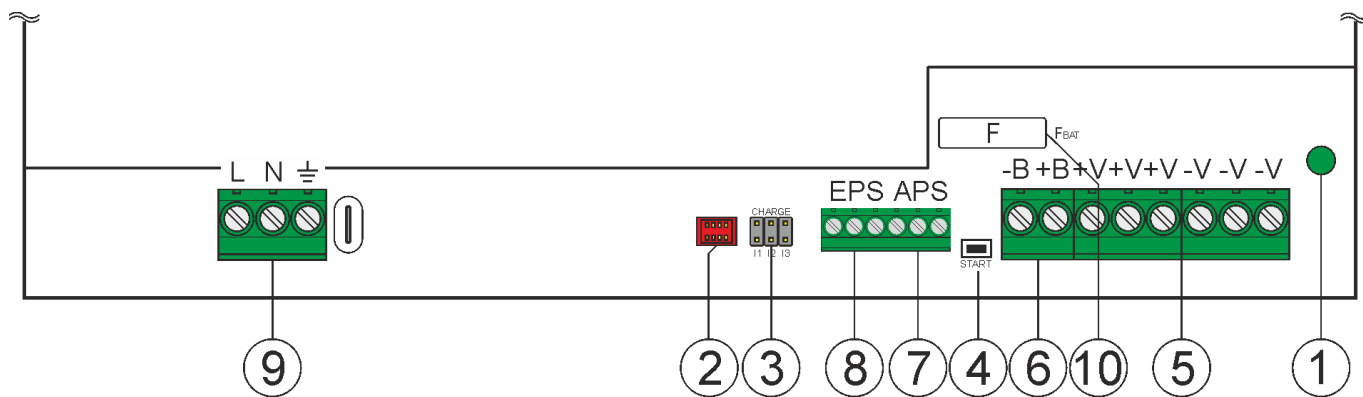 F FBAT
L N ⏚
-B +B +V +V +V -V -V -V
EPS APS
CHARGE
I1 I2 I3
START
9 2 3 8 7 4 6 10 5 1